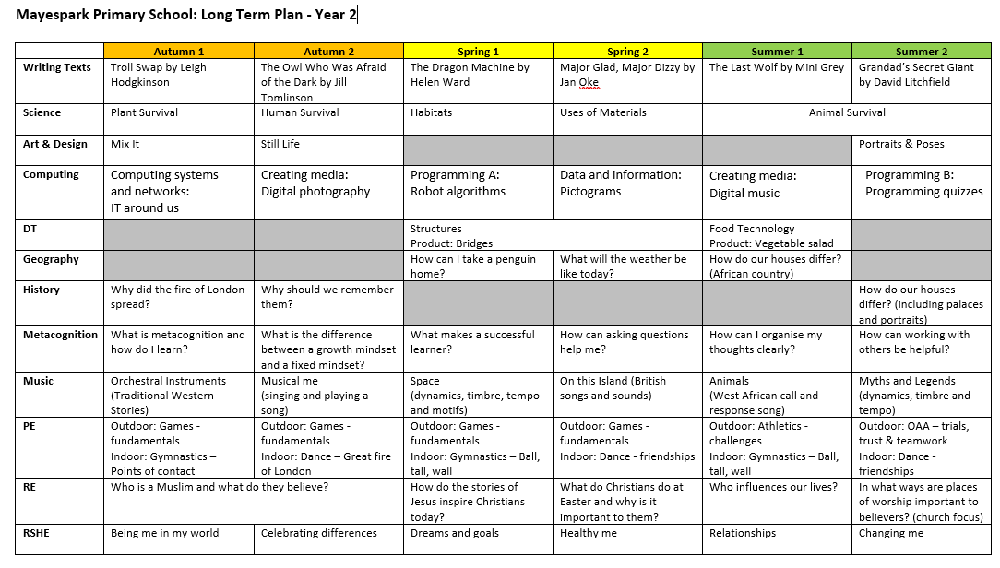 Mayespark Primary School: Long Term Plan - Year 2
Autumn 1 Autumn 2 Spring 1 Spring 2 Summer 1 Summer 2
Writing Texts Troll Swap by Leigh The Owl Who Was Afraid The Dragon Machine by Major Glad, Major Dizzy by The Last Wolf by Mini Grey Grandad's Secret Giant
Hodgkinson of the Dark by Jill Helen Ward Jan Oke by David Litchfield
Tomlinson
Science Plant Survival Human Survival Habitats Uses of Materials Animal Survival
Art & Design Mix It Still Life Portraits & Poses
Computing Computing systems Creating media: Programming A: Data and information: Creating media: Programming B:
and networks: Digital photography Robot algorithms Pictograms Digital music Programming quizzes
IT around us
DT Structures Food Technology
Product: Bridges Product: Vegetable salad
Geography How can I take a penguin What will the weather be How do our houses differ?
home? like today? (African country)
History Why did the fire of London Why should we remember How do our houses
spread? them? differ? (including palaces
and portraits)
Metacognition What is metacognition and What is the difference What makes a successful How can asking questions How can I organise my How can working with
how do I learn? between a growth mindset learner? help me? thoughts clearly? others be helpful?
and a fixed mindset?
Music Orchestral Instruments Musical me Space On this Island (British Animals Myths and Legends
(Traditional Western (singing and playing a (dynamics, timbre, tempo songs and sounds) (West African call and (dynamics, timbre and
Stories) song) and motifs) response song) tempo)
PE Outdoor: Games - Outdoor: Games - Outdoor: Games - Outdoor: Games - Outdoor: Athletics - Outdoor: OAA – trials,
fundamentals fundamentals fundamentals fundamentals challenges trust & teamwork
Indoor: Gymnastics – Indoor: Dance – Great fire Indoor: Gymnastics – Ball, Indoor: Dance - friendships Indoor: Gymnastics – Ball, Indoor: Dance -
Points of contact of London tall, wall tall, wall friendships
RE Who is a Muslim and what do they believe? How do the stories of What do Christians do at Who influences our lives? In what ways are places
Jesus inspire Christians Easter and why is it of worship important to
today? important to them? believers? (church focus)
RSHE Being me in my world Celebrating differences Dreams and goals Healthy me Relationships Changing me